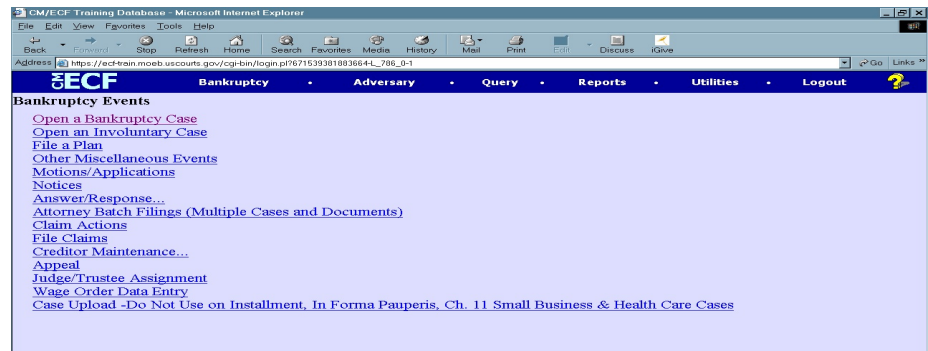 CM/ECF Training Database - Microsoft Internet Explorer
File Edit View Favorites Tools Help
Back Forward Stop Refresh Home Search Favorites Media History Mail Print Edit Discuss iGive
Address https://ecf-train.moeb.uscourts.gov/cgi-bin/login.pl?671539381883664-L_786_0-1 Go Links »
CM ECF Bankruptcy • Adversary • Query • Reports • Utilities • Logout ?
Bankruptcy Events
Open a Bankruptcy Case
Open an Involuntary Case
File a Plan
Other Miscellaneous Events
Motions/Applications
Notices
Answer/Response...
Attorney Batch Filings (Multiple Cases and Documents)
Claim Actions
File Claims
Creditor Maintenance...
Appeal
Judge/Trustee Assignment
Wage Order Data Entry
Case Upload -Do Not Use on Installment, In Forma Pauperis, Ch. 11 Small Business & Health Care Cases